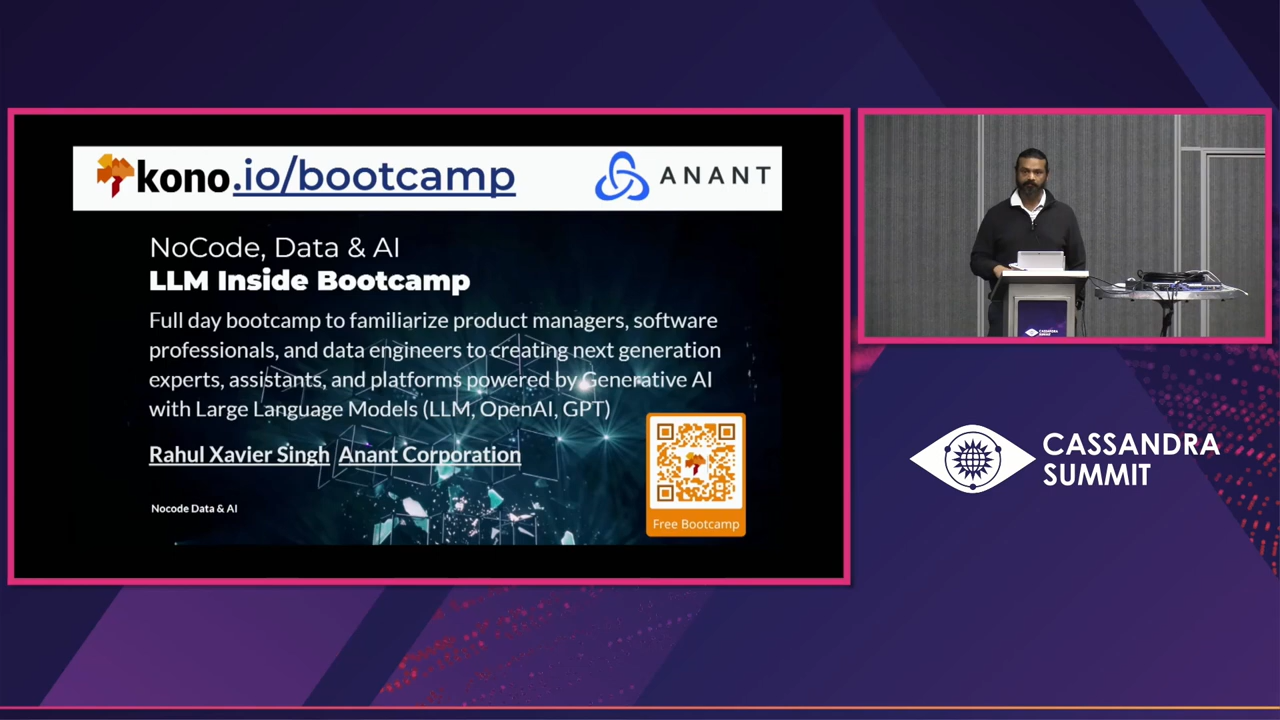 kono.io/bootcamp
ANANT
NoCode, Data & AI
LLM Inside Bootcamp
Full day bootcamp to familiarize product managers, software
professionals, and data engineers to creating next generation
experts, assistants, and platforms powered by Generative AI
with Large Language Models (LLM, OpenAI, GPT)
Rahul Xavier Singh Anant Corporation
Nocode Data & AI
Free Bootcamp
CASSANDRA
SUMMIT
CASSANDRA
SUMMIT